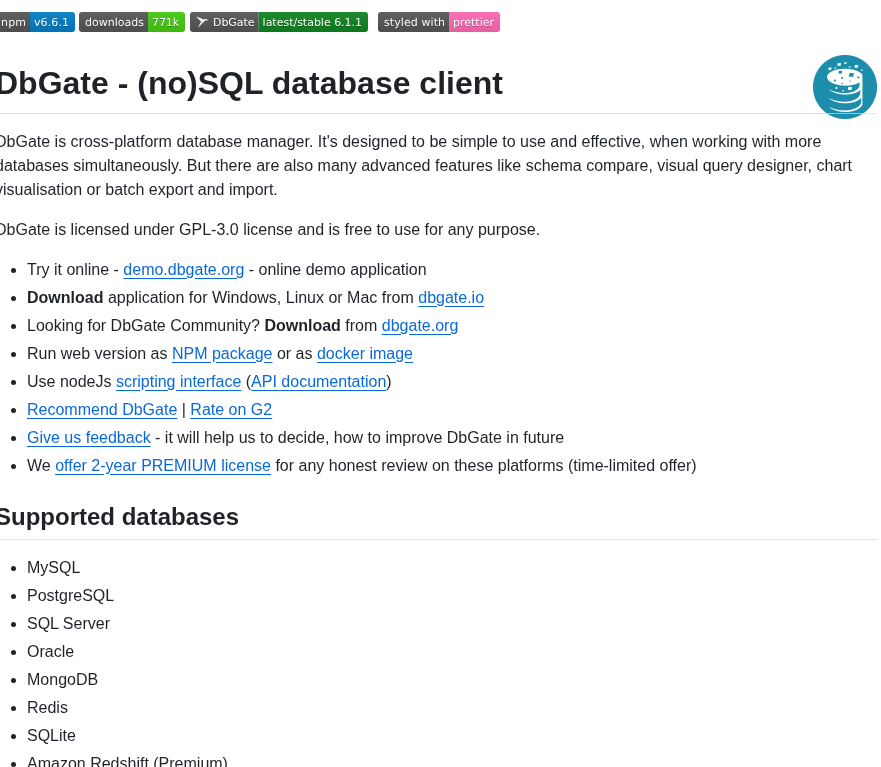 npm v6.6.1 downloads 771k DbGate latest/stable 6.1.1 styled with prettier
DbGate - (no)SQL database client
DbGate is cross-platform database manager. It's designed to be simple to use and effective, when working with more
databases simultaneously. But there are also many advanced features like schema compare, visual query designer, chart
visualisation or batch export and import.
DbGate is licensed under GPL-3.0 license and is free to use for any purpose.
Try it online - demo.dbgate.org - online demo application
Download application for Windows, Linux or Mac from dbgate.io
Looking for DbGate Community? Download from dbgate.org
Run web version as NPM package or as docker image
Use nodeJs scripting interface (API documentation)
Recommend DbGate | Rate on G2
Give us feedback - it will help us to decide, how to improve DbGate in future
We offer 2-year PREMIUM license for any honest review on these platforms (time-limited offer)
Supported databases
MySQL
PostgreSQL
SQL Server
Oracle
MongoDB
Redis
SQLite
Amazon Redshift (Premium)